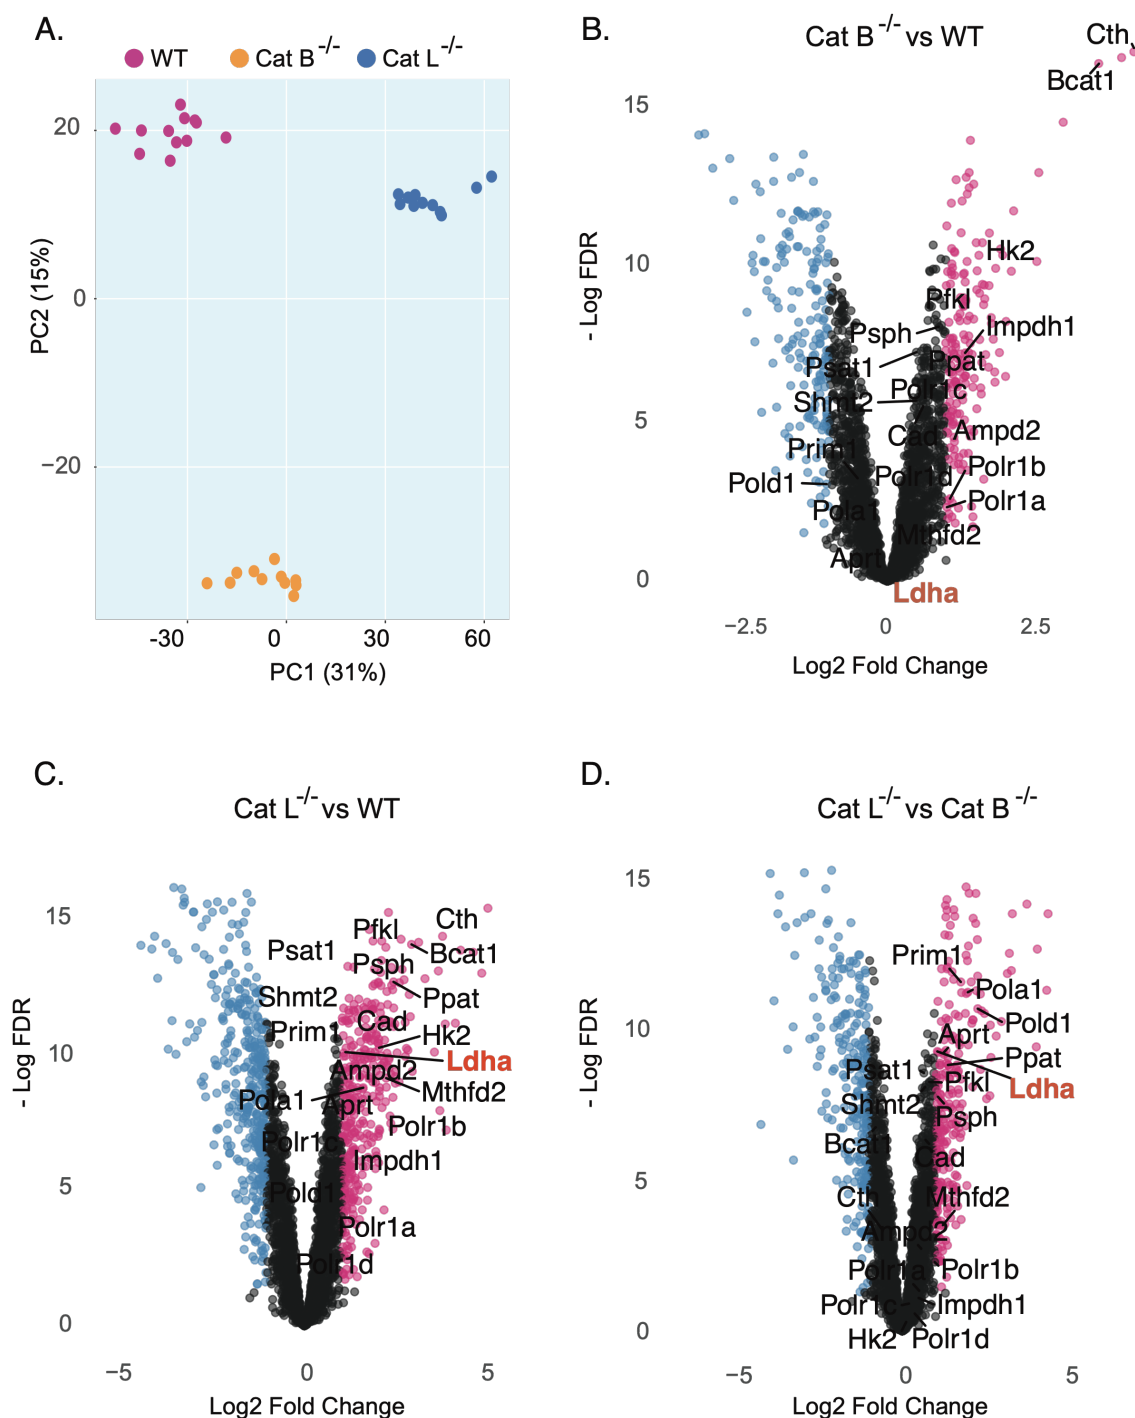 A.
WT Cat B-/- Cat L-/-
20
0
−20
PC2 (15%)
-30 0 30 60
PC1 (31%)
B.
Cat B-/- vs WT
Cth
Bcat1
15
10
5
0
- Log FDR
Hk2
Pfkl
Impdh1
Psph
Ppat
Psat1
Polr1c
Shmt2
Cad
Ampd2
Prim1
Polr1b
Polr1d
Pold1
Polr1a
Pola1
Mthfd2
Aprt
Ldha
−2.5 0 2.5
Log2 Fold Change
C.
Cat L-/- vs WT
15
10
5
0
- Log FDR
Cth
Pfkl
Psat1
Bcat1
Psph
Shmt2
Ppat
Cad
Prim1
Hk2
Ldha
Ampd2
Mthfd2
Pola1
Aprt
Polr1b
Polr1c
Impdh1
Pold1
Polr1a
Polr1d
−5 0 5
Log2 Fold Change
D.
Cat L-/- vs Cat B -/-
15
10
5
0
- Log FDR
Prim1
Pola1
Pold1
Aprt
Ppat
Psat1
Pfkl
Ldha
Shmt2
Psph
Bcat1
Cad
Cth
Mthfd2
Ampd2
Polr1a
Polr1b
Polr1c
Impdh1
Hk2
Polr1d
−5 0 5
Log2 Fold Change